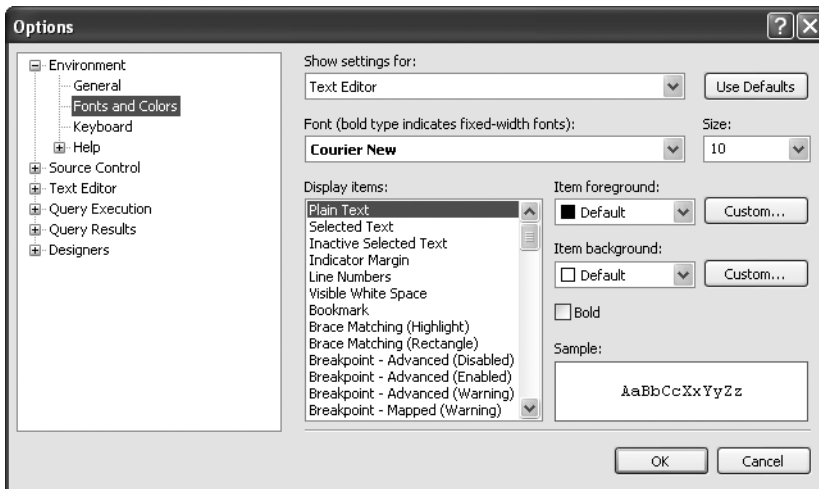 Options
Environment
General
Fonts and Colors
Keyboard
Help
Source Control
Text Editor
Query Execution
Query Results
Designers
Show settings for:
Text Editor
Use Defaults
Font (bold type indicates fixed-width fonts):
Size:
Courier New
10
Display items:
Plain Text
Selected Text
Inactive Selected Text
Indicator Margin
Line Numbers
Visible White Space
Bookmark
Brace Matching (Highlight)
Brace Matching (Rectangle)
Breakpoint - Advanced (Disabled)
Breakpoint - Advanced (Enabled)
Breakpoint - Advanced (Warning)
Breakpoint - Mapped (Warning)
Item foreground:
Default
Custom...
Item background:
Default
Custom...
Bold
Sample:
AaBbCcXxYyZz
OK
Cancel